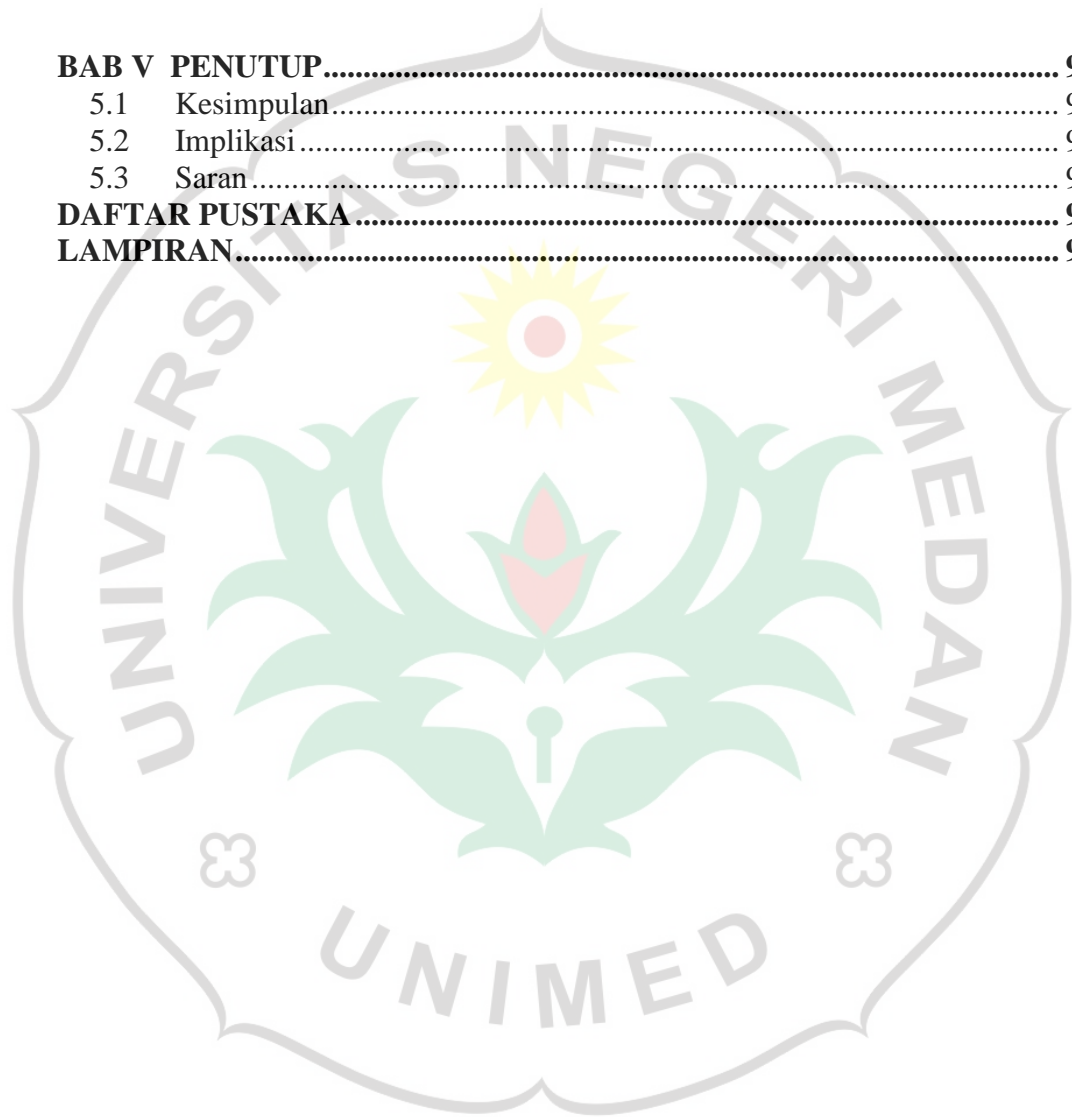 BAB V PENUTUP.......... 9
5.1 Kesimpulan.......... 9
5.2 Implikasi.......... 9
5.3 Saran.......... 9
DAFTAR PUSTAKA.......... 9
LAMPIRAN.......... 9
UNIVERSITAS NEGERI MEDAN
UNIMED